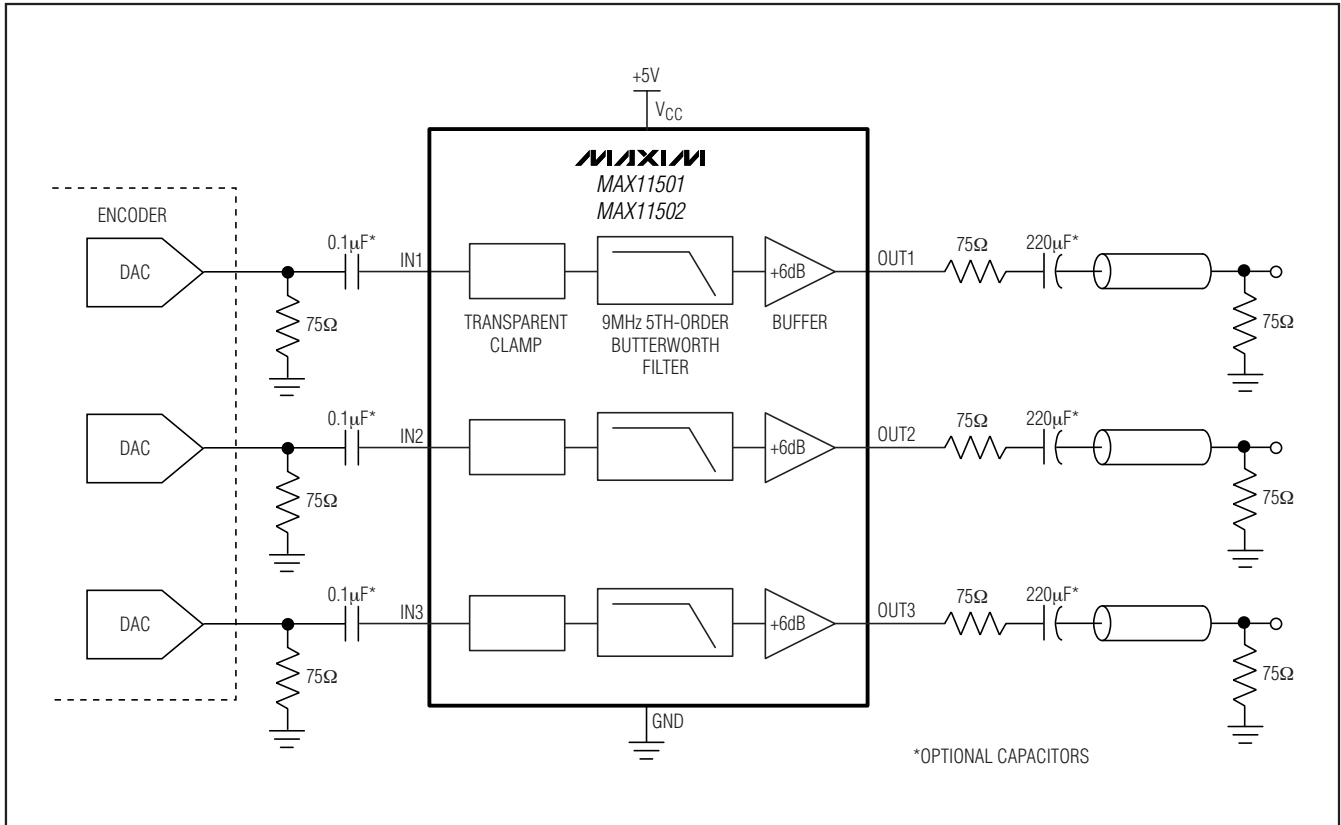 +5V
VCC
MAXIM
MAX11501
MAX11502
ENCODER
DAC
0.1µF*
IN1
75Ω
TRANSPARENT
CLAMP
9MHz 5TH-ORDER
BUTTERWORTH
FILTER
+6dB
BUFFER
OUT1
75Ω
220µF*
75Ω
DAC
0.1µF*
IN2
75Ω
+6dB
OUT2
75Ω
220µF*
75Ω
DAC
0.1µF*
IN3
75Ω
+6dB
OUT3
75Ω
220µF*
75Ω
GND
*OPTIONAL CAPACITORS